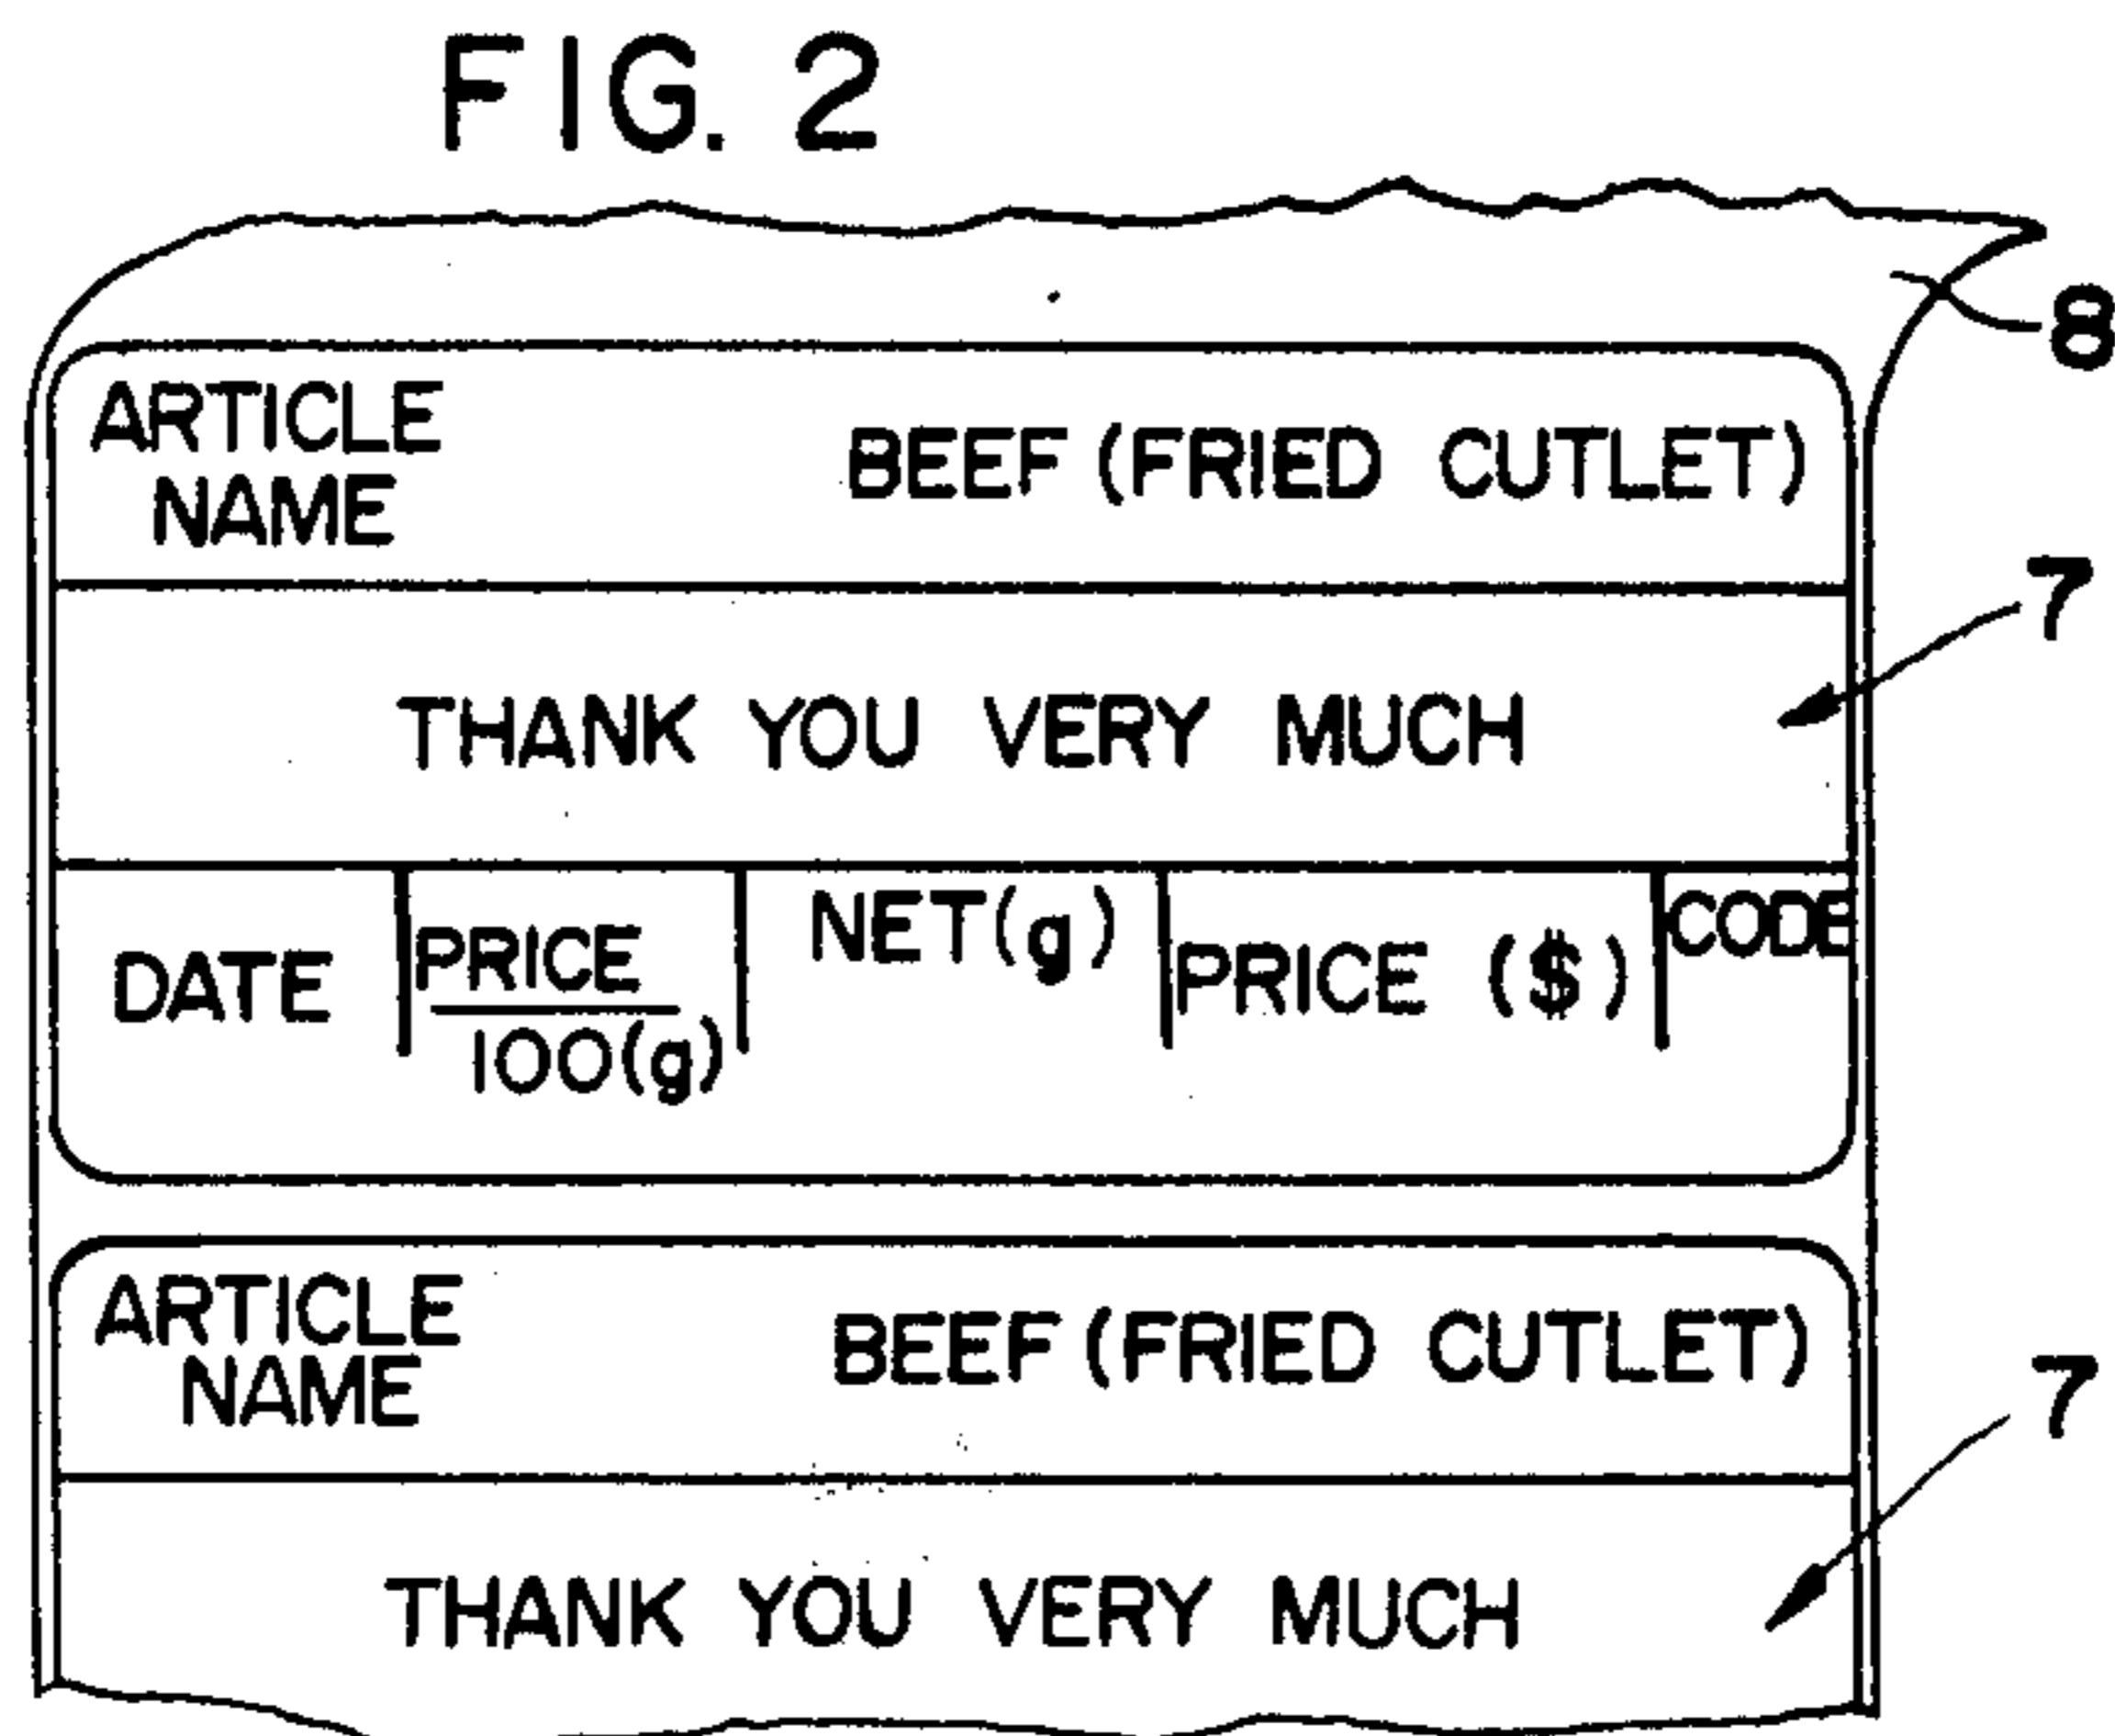 FIG. 2
8
ARTICLE
NAME
BEEF (FRIED CUTLET)
7
THANK YOU VERY MUCH
DATE
PRICE
100(g)
NET(g)
PRICE ($)
CODE
ARTICLE
NAME
BEEF (FRIED CUTLET)
7
THANK YOU VERY MUCH